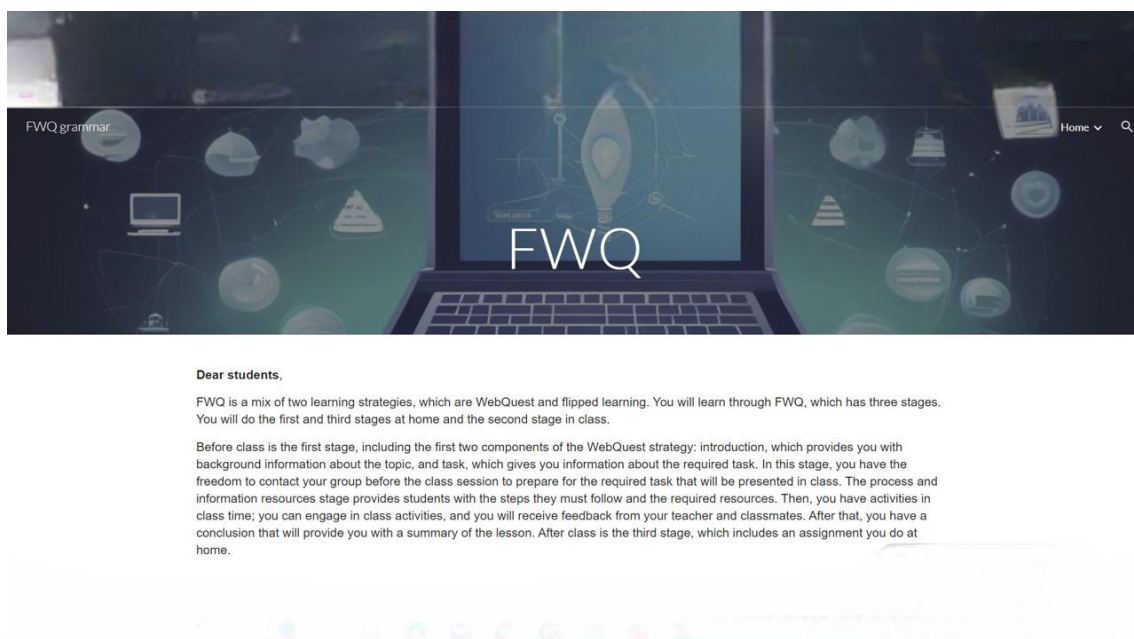 FWQ grammar
Home
FWQ
Dear students,
FWQ is a mix of two learning strategies, which are WebQuest and flipped learning. You will learn through FWQ, which has three stages.
You will do the first and third stages at home and the second stage in class.
Before class is the first stage, including the first two components of the WebQuest strategy: introduction, which provides you with
background information about the topic, and task, which gives you information about the required task. In this stage, you have the
freedom to contact your group before the class session to prepare for the required task that will be presented in class. The process and
information resources stage provides students with the steps they must follow and the required resources. Then, you have activities in
class time; you can engage in class activities, and you will receive feedback from your teacher and classmates. After that, you have a
conclusion that will provide you with a summary of the lesson. After class is the third stage, which includes an assignment you do at
home.